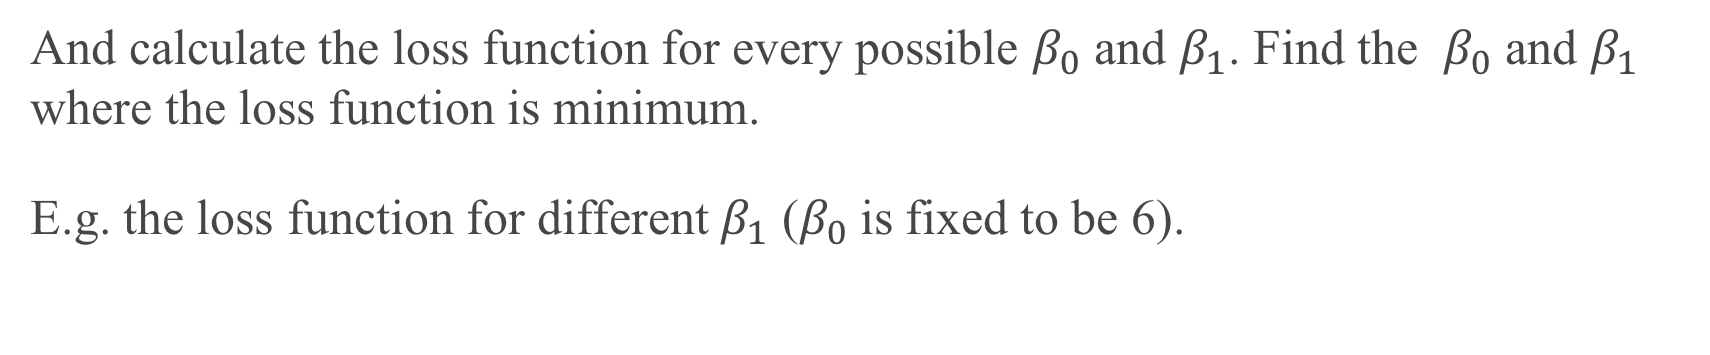 And calculate the loss function for every possible β₀ and β₁. Find the β₀ and β₁
where the loss function is minimum.
E.g. the loss function for different β₁ (β₀ is fixed to be 6).